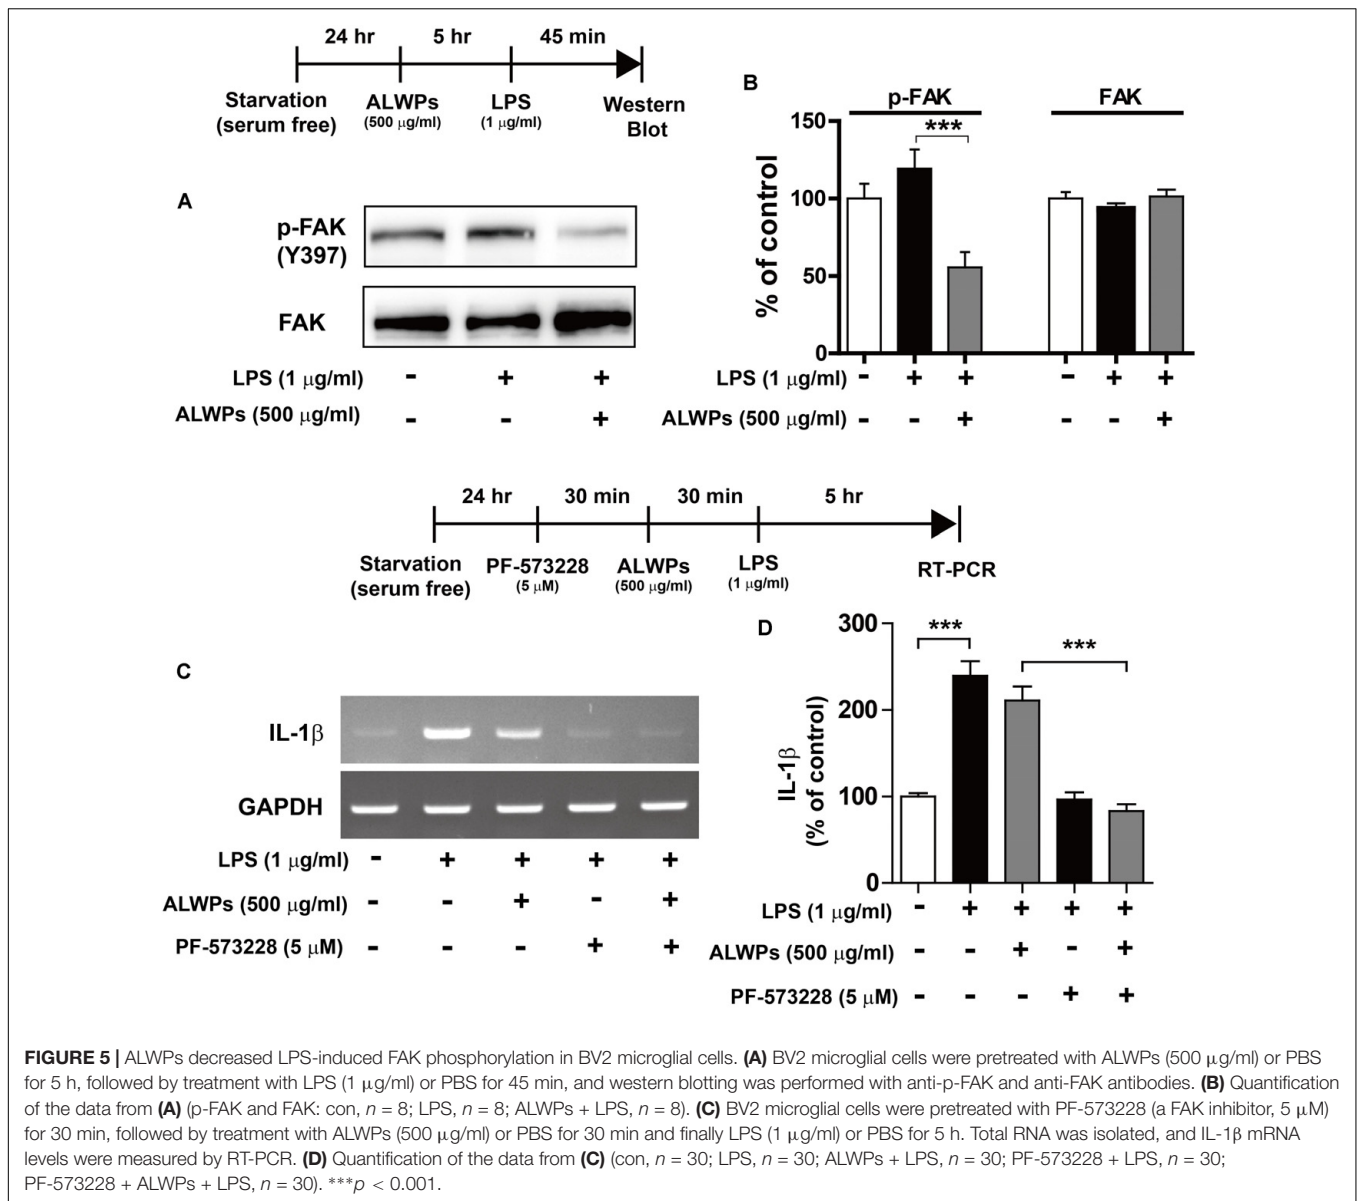 24 hr 5 hr 45 min
Starvation (serum free) ALWPs (500 μg/ml) LPS (1 μg/ml) Western Blot
A
p-FAK (Y397)
FAK
LPS (1 μg/ml) - + +
ALWPs (500 μg/ml) - - +
B
p-FAK FAK
***
% of control
150
100
50
0
LPS (1 μg/ml) - + + - + +
ALWPs (500 μg/ml) - - + - - +
24 hr 30 min 30 min 5 hr
Starvation (serum free) PF-573228 (5 μM) ALWPs (500 μg/ml) LPS (1 μg/ml) RT-PCR
C
IL-1β
GAPDH
LPS (1 μg/ml) - + + + +
ALWPs (500 μg/ml) - - + - +
PF-573228 (5 μM) - - - + +
D
*** ***
IL-1β
(% of control)
300
200
100
0
LPS (1 μg/ml) - + + + +
ALWPs (500 μg/ml) - - + - +
PF-573228 (5 μM) - - - + +
FIGURE 5 | ALWPs decreased LPS-induced FAK phosphorylation in BV2 microglial cells. (A) BV2 microglial cells were pretreated with ALWPs (500 μg/ml) or PBS
for 5 h, followed by treatment with LPS (1 μg/ml) or PBS for 45 min, and western blotting was performed with anti-p-FAK and anti-FAK antibodies. (B) Quantification
of the data from (A) (p-FAK and FAK: con, n = 8; LPS, n = 8; ALWPs + LPS, n = 8). (C) BV2 microglial cells were pretreated with PF-573228 (a FAK inhibitor, 5 μM)
for 30 min, followed by treatment with ALWPs (500 μg/ml) or PBS for 30 min and finally LPS (1 μg/ml) or PBS for 5 h. Total RNA was isolated, and IL-1β mRNA
levels were measured by RT-PCR. (D) Quantification of the data from (C) (con, n = 30; LPS, n = 30; ALWPs + LPS, n = 30; PF-573228 + LPS, n = 30;
PF-573228 + ALWPs + LPS, n = 30). ***p < 0.001.